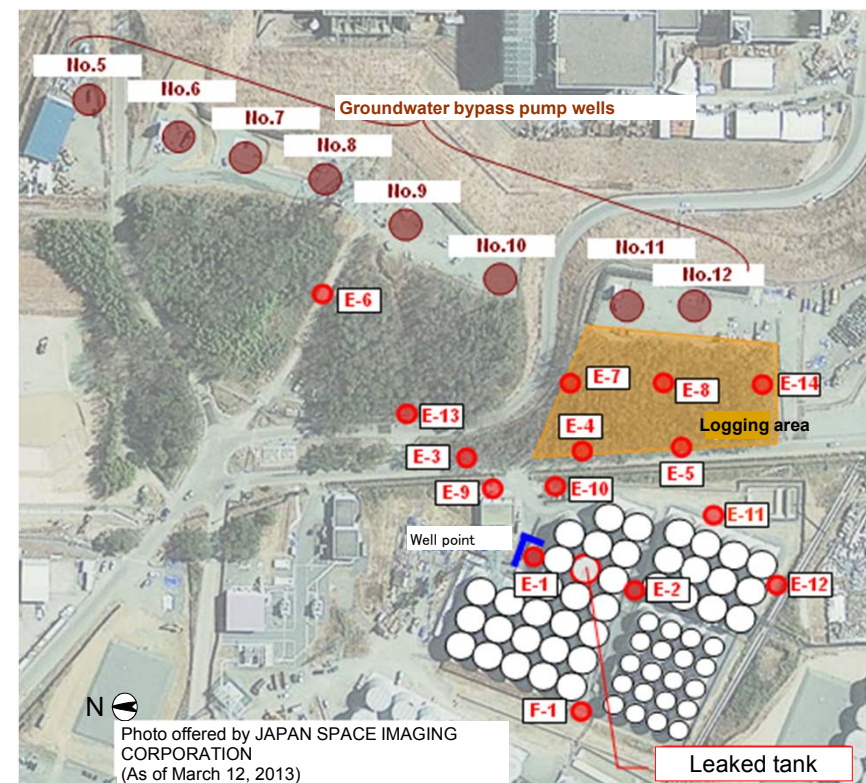 No.5
No.6
No.7
Groundwater bypass pump wells
No.8
No.9
No.10
No.11
No.12
E-6
E-7
E-8
E-14
E-13
Logging area
E-4
E-3
E-5
E-9
E-10
E-11
Well point
E-1
E-2
E-12
N
F-1
Photo offered by JAPAN SPACE IMAGING
CORPORATION
(As of March 12, 2013)
Leaked tank